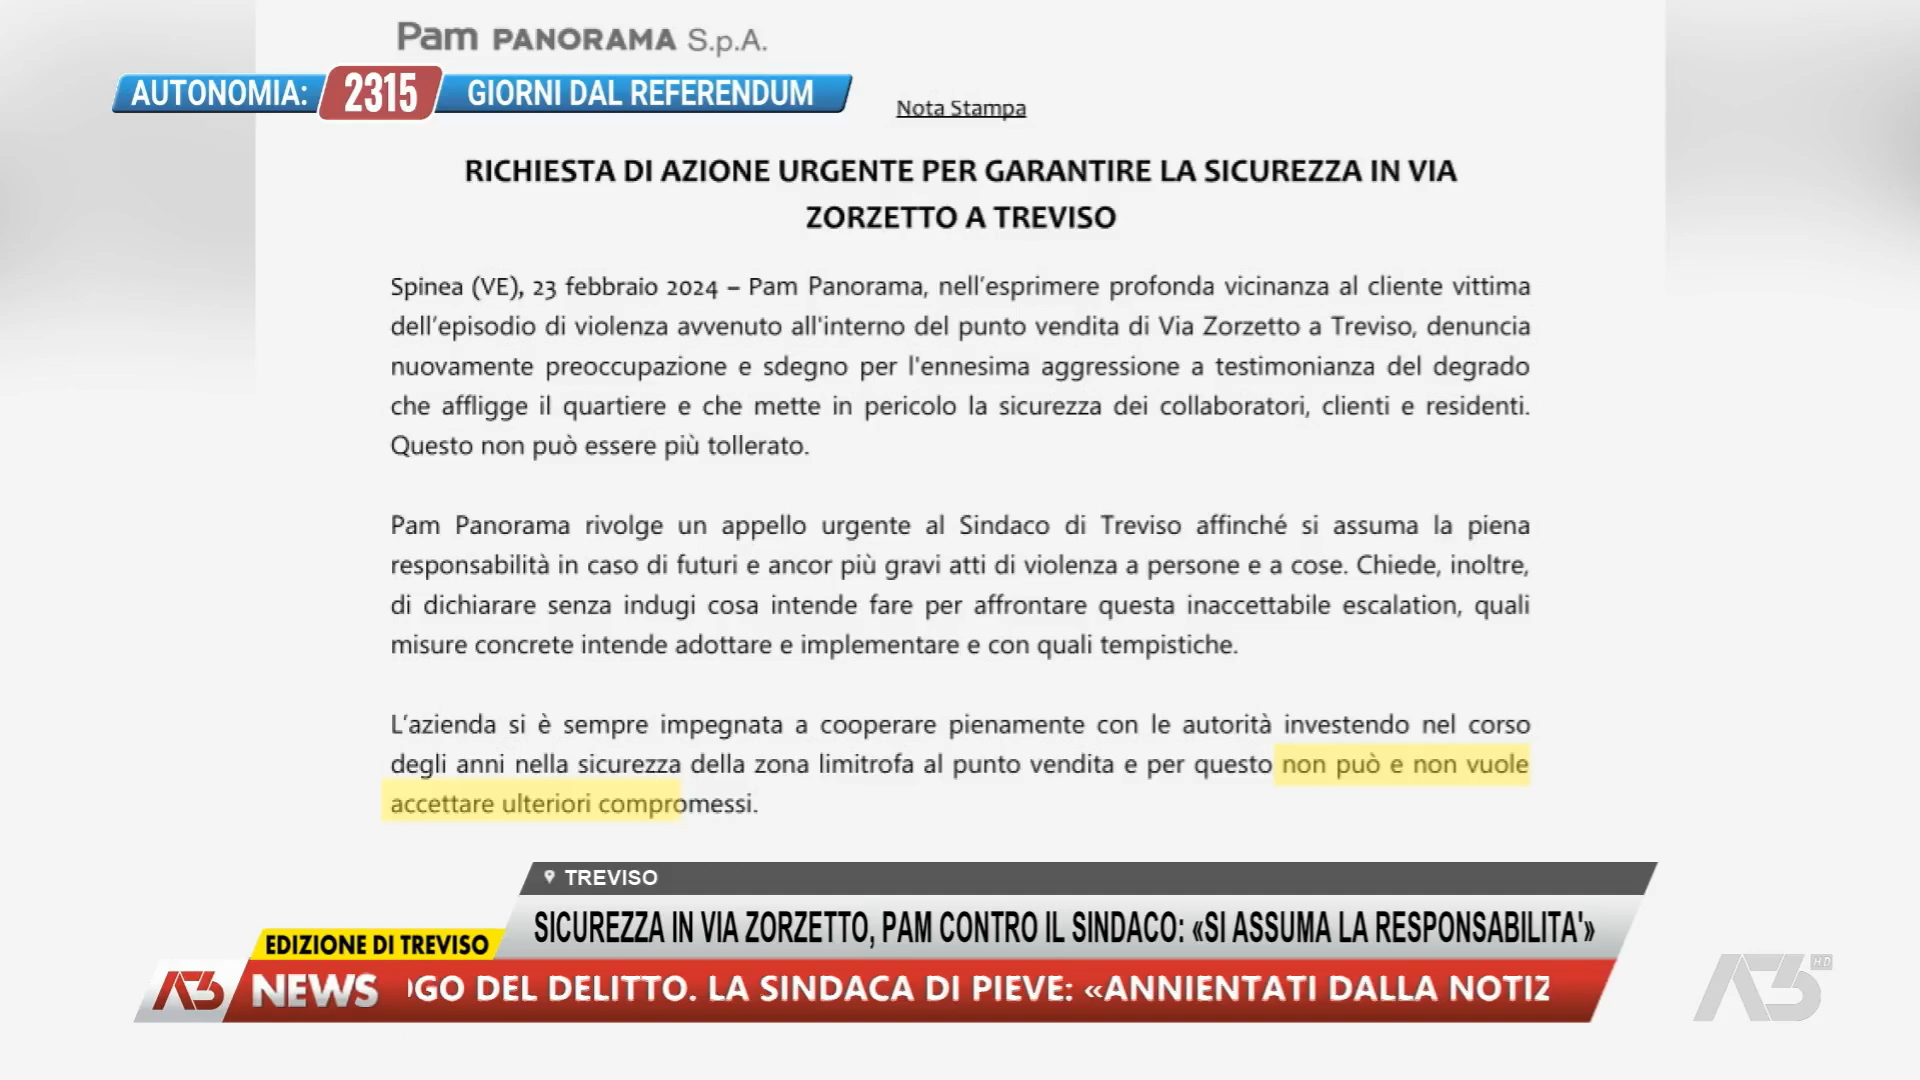 Pam PANORAMA S.p.A.
AUTONOMIA: 2315 GIORNI DAL REFERENDUM
Nota Stampa
RICHIESTA DI AZIONE URGENTE PER GARANTIRE LA SICUREZZA IN VIA
ZORZETTO A TREVISO
Spinea (VE), 23 febbraio 2024 – Pam Panorama, nell’esprimere profonda vicinanza al cliente vittima
dell’episodio di violenza avvenuto all'interno del punto vendita di Via Zorzetto a Treviso, denuncia
nuovamente preoccupazione e sdegno per l'ennesima aggressione a testimonianza del degrado
che affligge il quartiere e che mette in pericolo la sicurezza dei collaboratori, clienti e residenti.
Questo non può essere più tollerato.
Pam Panorama rivolge un appello urgente al Sindaco di Treviso affinché si assuma la piena
responsabilità in caso di futuri e ancor più gravi atti di violenza a persone e a cose. Chiede, inoltre,
di dichiarare senza indugi cosa intende fare per affrontare questa inaccettabile escalation, quali
misure concrete intende adottare e implementare e con quali tempistiche.
L’azienda si è sempre impegnata a cooperare pienamente con le autorità investendo nel corso
degli anni nella sicurezza della zona limitrofa al punto vendita e per questo non può e non vuole
accettare ulteriori compromessi.
TREVISO
SICUREZZA IN VIA ZORZETTO, PAM CONTRO IL SINDACO: «SI ASSUMA LA RESPONSABILITA'»
EDIZIONE DI TREVISO
A3 NEWS OGO DEL DELITTO. LA SINDACA DI PIEVE: «ANNIENTATI DALLA NOTIZ
A3 HD